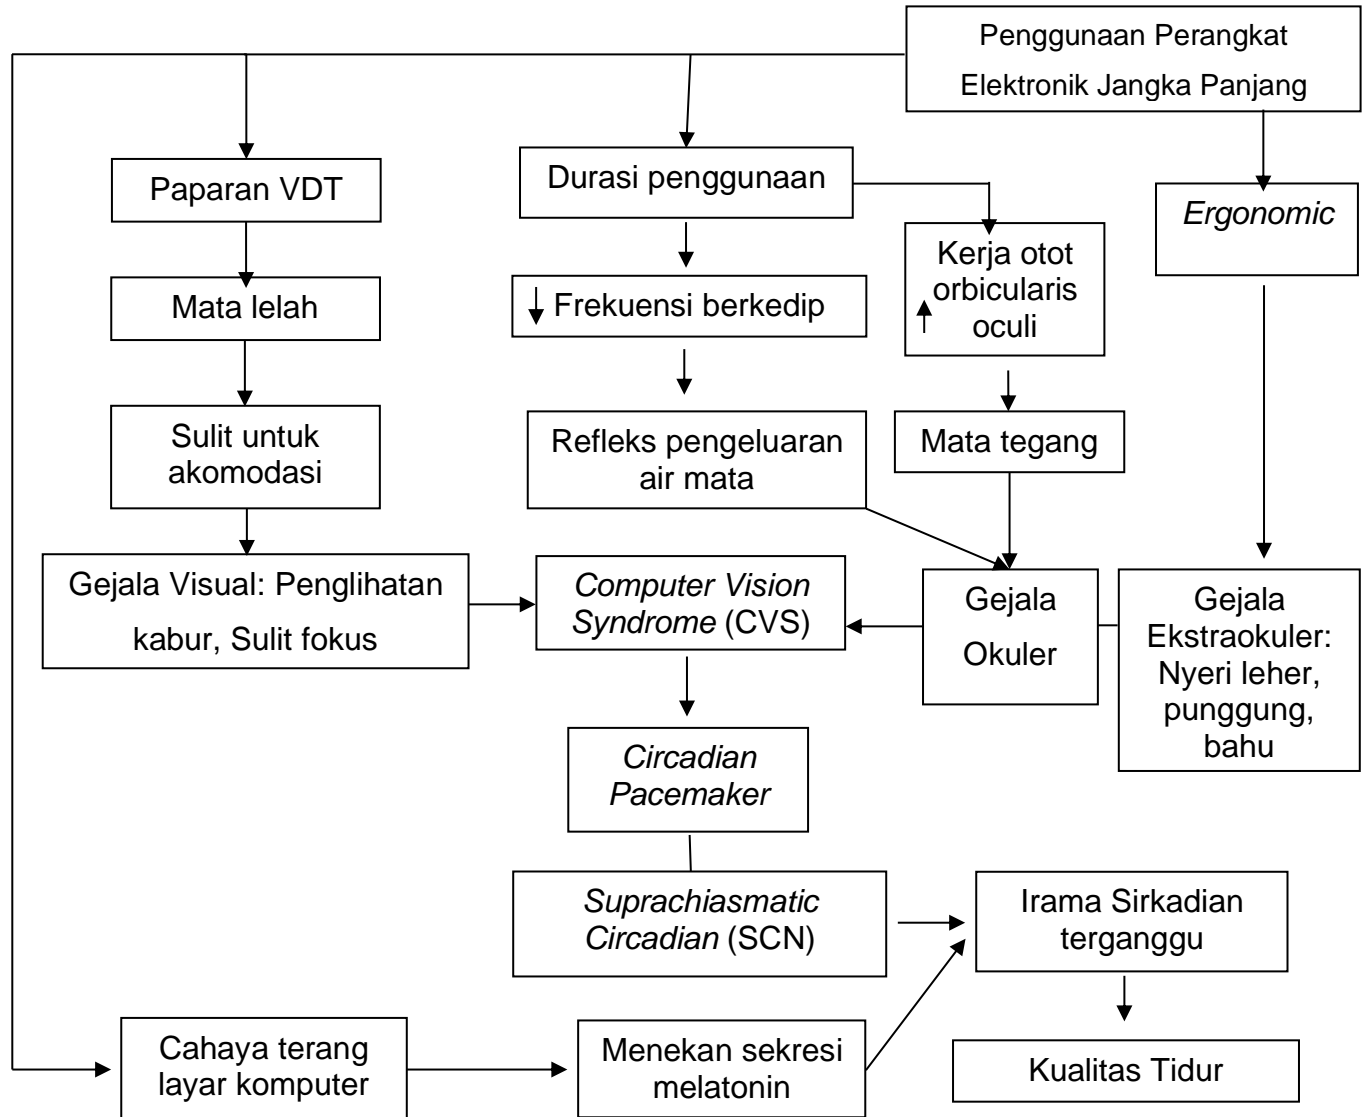 Penggunaan Perangkat
Elektronik Jangka Panjang
Paparan VDT
Durasi penggunaan
Ergonomic
Mata lelah
Frekuensi berkedip
Kerja otot
orbicularis
oculi
Sulit untuk
akomodasi
Refleks pengeluaran
air mata
Mata tegang
Gejala Visual: Penglihatan
kabur, Sulit fokus
Computer Vision
Syndrome (CVS)
Gejala
Okuler
Gejala
Ekstraokuler:
Nyeri leher,
punggung,
bahu
Circadian
Pacemaker
Suprachiasmatic
Circadian (SCN)
Irama Sirkadian
terganggu
Cahaya terang
layar komputer
Menekan sekresi
melatonin
Kualitas Tidur